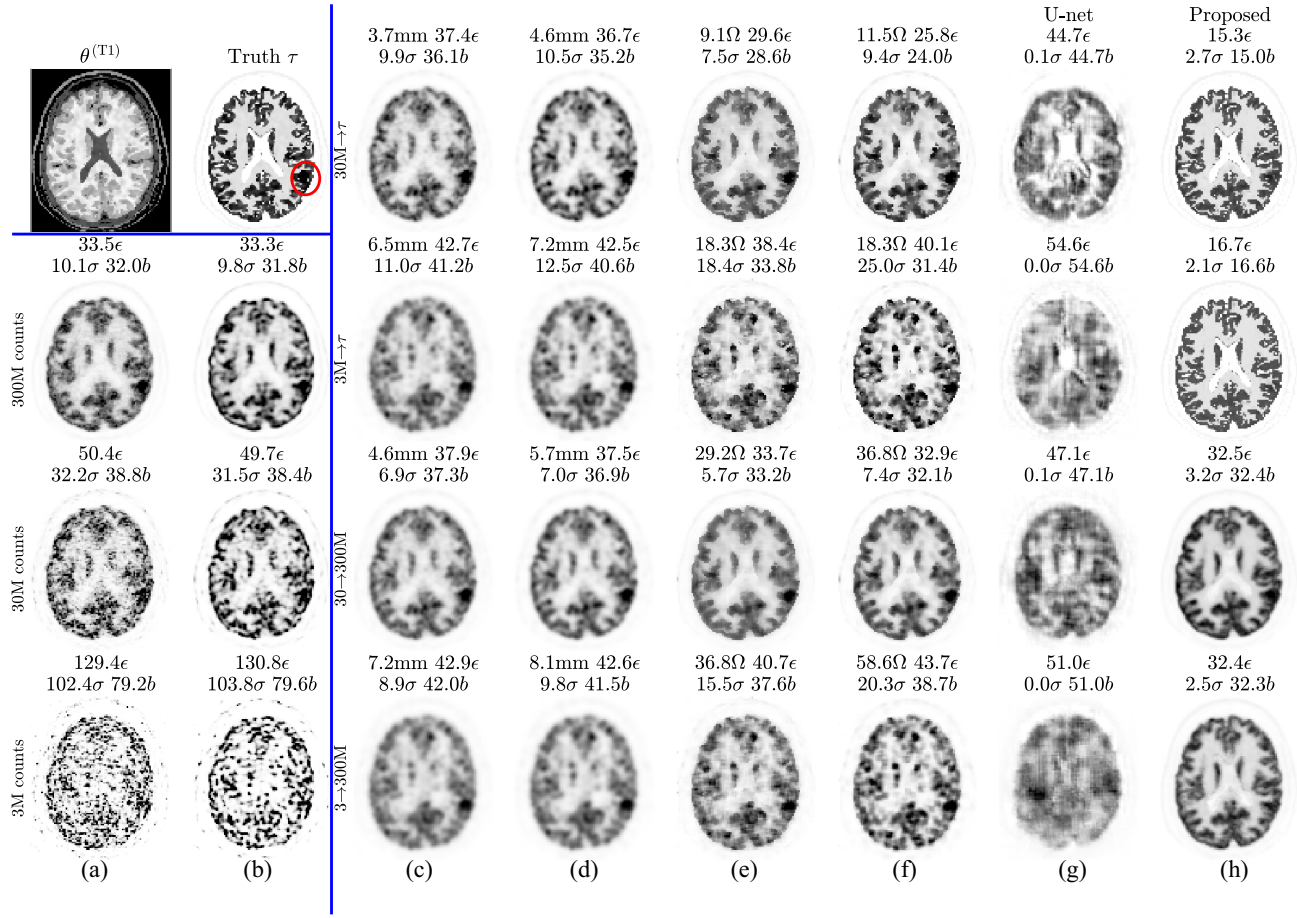 U-net Proposed
3.7mm 37.4ϵ 4.6mm 36.7ϵ 9.1Ω 29.6ϵ 11.5Ω 25.8ϵ 44.7ϵ 15.3ϵ
θ(T1) Truth τ 9.9σ 36.1b 10.5σ 35.2b 7.5σ 28.6b 9.4σ 24.0b 0.1σ 44.7b 2.7σ 15.0b
30M→τ
33.5ϵ 33.3ϵ 6.5mm 42.7ϵ 7.2mm 42.5ϵ 18.3Ω 38.4ϵ 18.3Ω 40.1ϵ 54.6ϵ 16.7ϵ
10.1σ 32.0b 9.8σ 31.8b 11.0σ 41.2b 12.5σ 40.6b 18.4σ 33.8b 25.0σ 31.4b 0.0σ 54.6b 2.1σ 16.6b
300M counts
3M→τ
50.4ϵ 49.7ϵ 4.6mm 37.9ϵ 5.7mm 37.5ϵ 29.2Ω 33.7ϵ 36.8Ω 32.9ϵ 47.1ϵ 32.5ϵ
32.2σ 38.8b 31.5σ 38.4b 6.9σ 37.3b 7.0σ 36.9b 5.7σ 33.2b 7.4σ 32.1b 0.1σ 47.1b 3.2σ 32.4b
30M counts
30→300M
129.4ϵ 130.8ϵ 7.2mm 42.9ϵ 8.1mm 42.6ϵ 36.8Ω 40.7ϵ 58.6Ω 43.7ϵ 51.0ϵ 32.4ϵ
102.4σ 79.2b 103.8σ 79.6b 8.9σ 42.0b 9.8σ 41.5b 15.5σ 37.6b 20.3σ 38.7b 0.0σ 51.0b 2.5σ 32.3b
3M counts
3→300M
(a) (b) (c) (d) (e) (f) (g) (h)